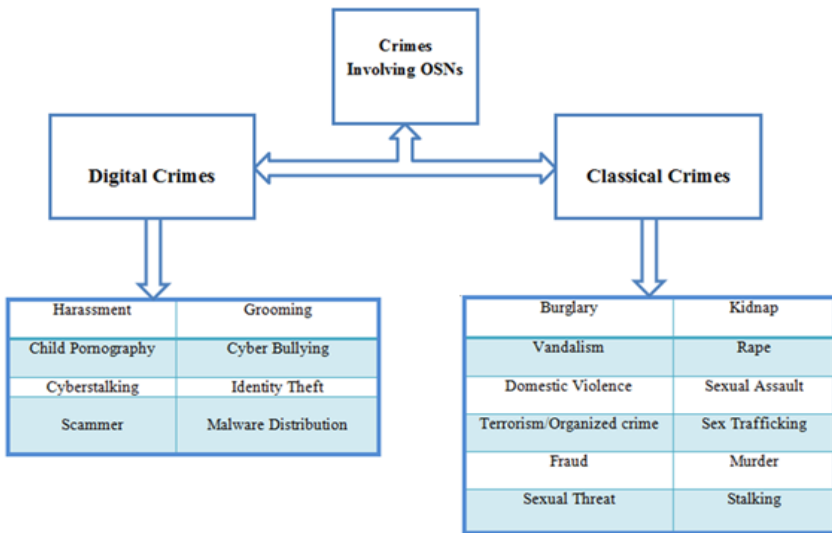 Crimes
Involving OSNs
Digital Crimes
Classical Crimes
Harassment Grooming
Child Pornography Cyber Bullying
Cyberstalking Identity Theft
Scammer Malware Distribution
Burglary Kidnap
Vandalism Rape
Domestic Violence Sexual Assault
Terrorism/Organized crime Sex Trafficking
Fraud Murder
Sexual Threat Stalking